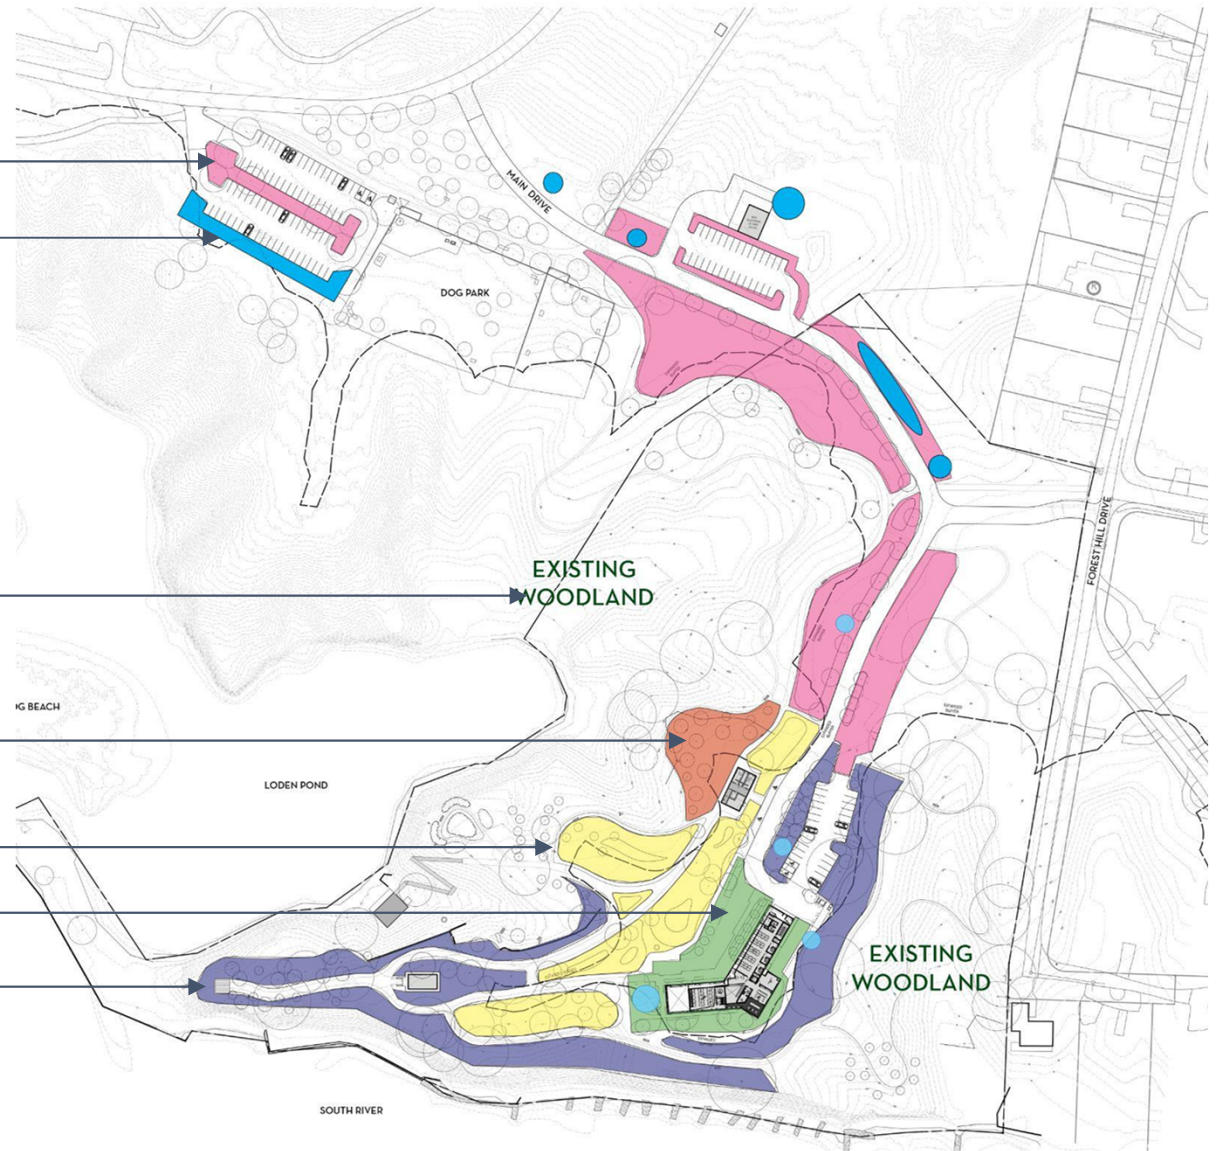 MAIN DRIVE
DOG PARK
FOREST HILL DRIVE
EXISTING
WOODLAND
G BEACH
LODEN POND
EXISTING
WOODLAND
SOUTH RIVER